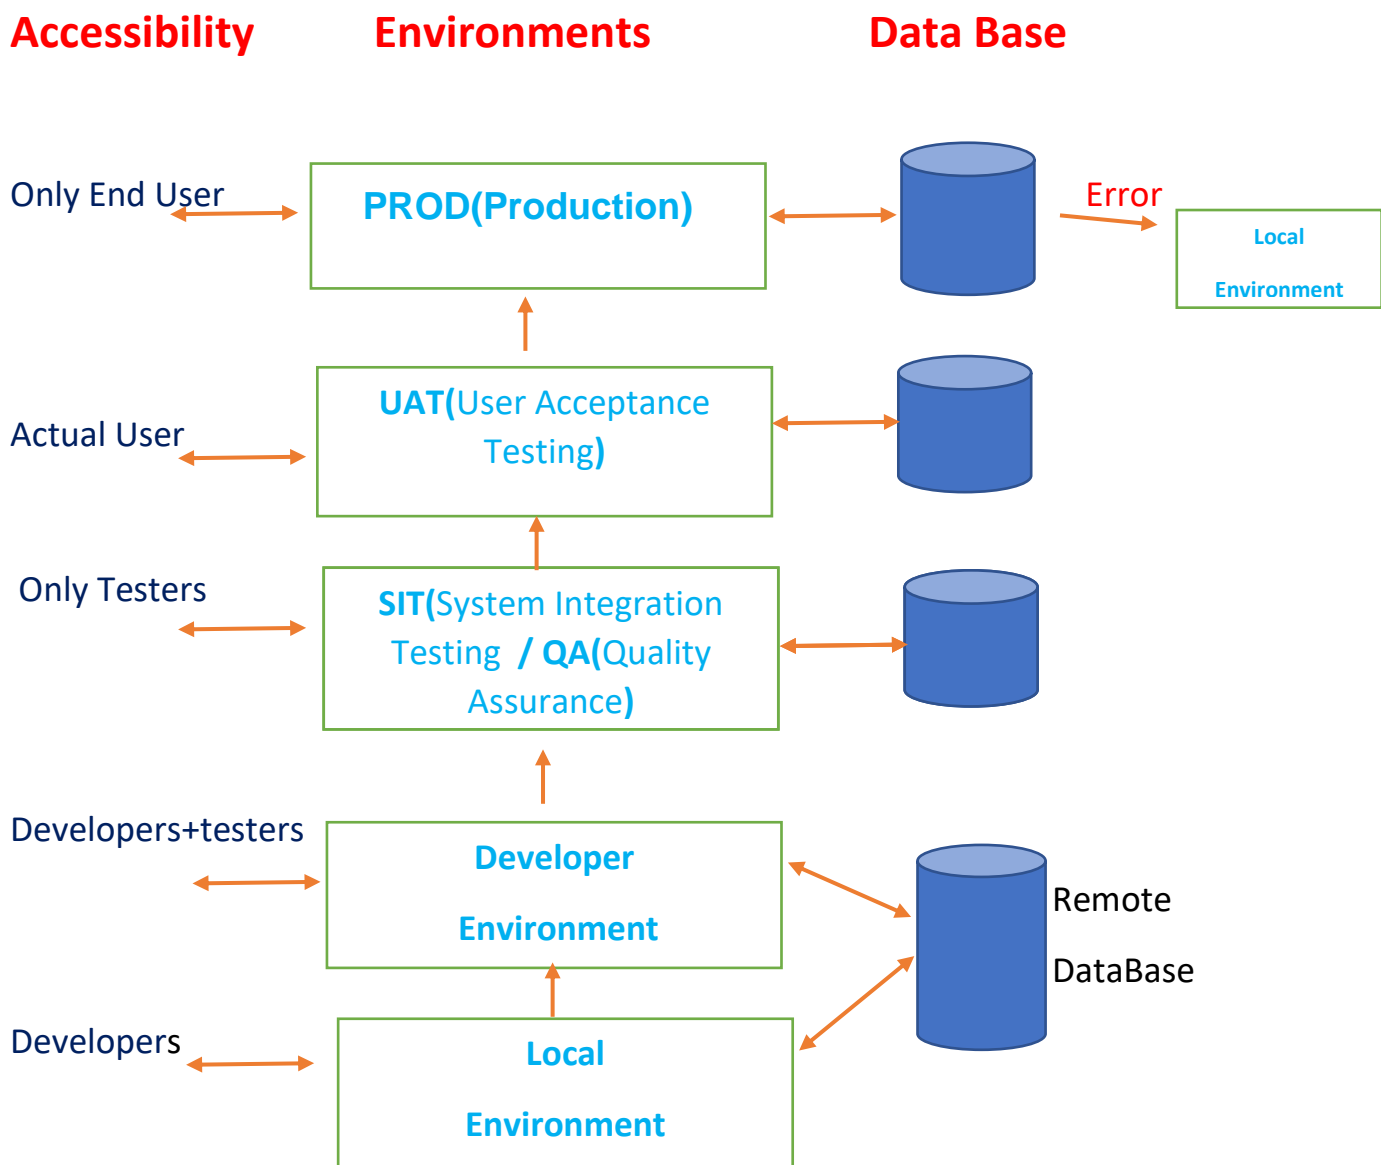 Accessibility Environments Data Base
Only End User
PROD(Production)
Error
Local
Environment
UAT(User Acceptance
Testing)
Actual User
Only Testers
SIT(System Integration
Testing / QA(Quality
Assurance)
Developers+testers
Developer
Environment
Remote
DataBase
Developers
Local
Environment